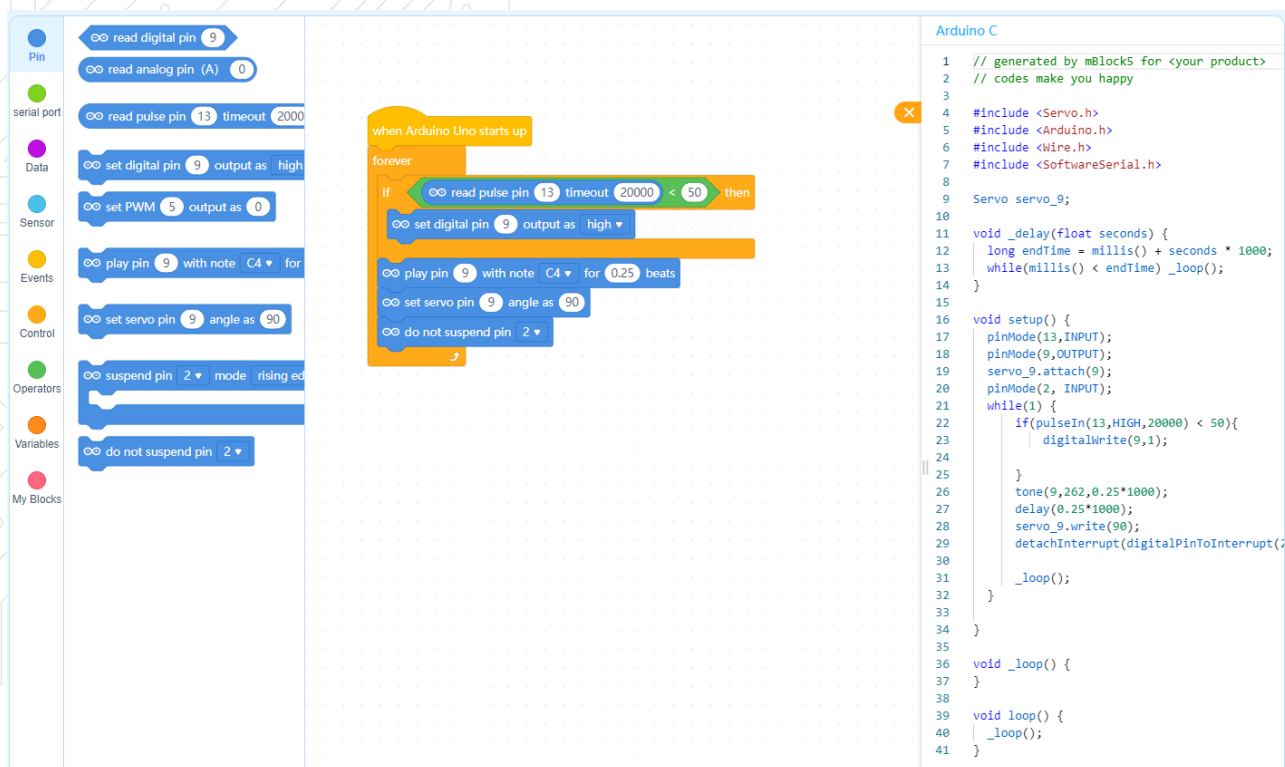 Pin
serial port
Data
Sensor
Events
Control
Operators
Variables
My Blocks
read digital pin 9
read analog pin (A) 0
read pulse pin 13 timeout 2000
set digital pin 9 output as high
set PWM 5 output as 0
play pin 9 with note C4 ▾ for
set servo pin 9 angle as 90
suspend pin 2 ▾ mode rising ed
do not suspend pin 2 ▾
when Arduino Uno starts up
forever
if read pulse pin 13 timeout 20000 < 50 then
set digital pin 9 output as high ▾
play pin 9 with note C4 ▾ for 0.25 beats
set servo pin 9 angle as 90
do not suspend pin 2 ▾
Arduino C
1 // generated by mBlock5 for <your product>
2 // codes make you happy
3
4 #include <Servo.h>
5 #include <Arduino.h>
6 #include <Wire.h>
7 #include <SoftwareSerial.h>
8
9 Servo servo_9;
10
11 void _delay(float seconds) {
12 long endTime = millis() + seconds * 1000;
13 while(millis() < endTime) _loop();
14 }
15
16 void setup() {
17 pinMode(13,INPUT);
18 pinMode(9,OUTPUT);
19 servo_9.attach(9);
20 pinMode(2, INPUT);
21 while(1) {
22 if(pulseIn(13,HIGH,20000) < 50){
23 digitalWrite(9,1);
24
25 }
26 tone(9,262,0.25*1000);
27 delay(0.25*1000);
28 servo_9.write(90);
29 detachInterrupt(digitalPinToInterrupt(2
30
31 _loop();
32 }
33
34 }
35
36 void _loop() {
37 }
38
39 void loop() {
40 _loop();
41 }